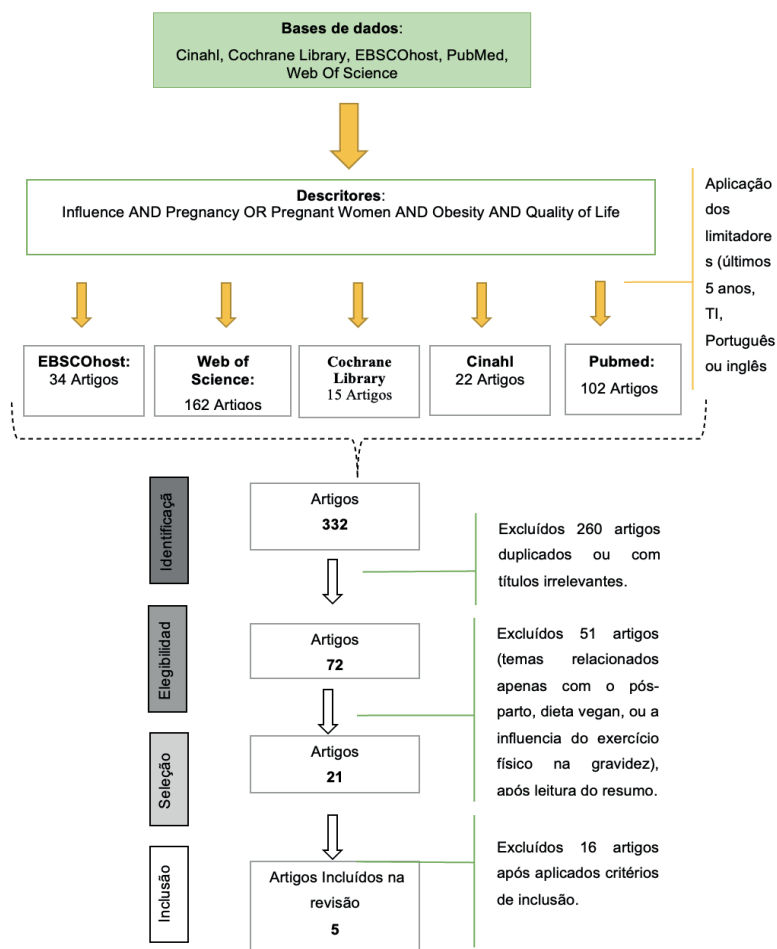 Bases de dados:
Cinahl, Cochrane Library, EBSCOhost, PubMed,
Web Of Science
Descritores:
Influence AND Pregnancy OR Pregnant Women AND Obesity AND Quality of Life
Aplicação
dos
limitadore
s (últimos
5 anos,
TI,
Português
ou inglês
EBSCOhost:
34 Artigos
Web of
Science:
162 Artigos
Cochrane
Library
15 Artigos
Cinahl
22 Artigos
Pubmed:
102 Artigos
Identificaçã
Artigos
332
Excluídos 260 artigos
duplicados ou com
títulos irrelevantes.
Elegibilidad
Artigos
72
Excluídos 51 artigos
(temas relacionados
apenas com o pós-
parto, dieta vegan, ou a
influencia do exercício
físico na gravidez),
após leitura do resumo.
Seleção
Artigos
21
Excluídos 16 artigos
após aplicados critérios
de inclusão.
Inclusão
Artigos Incluídos na
revisão
5